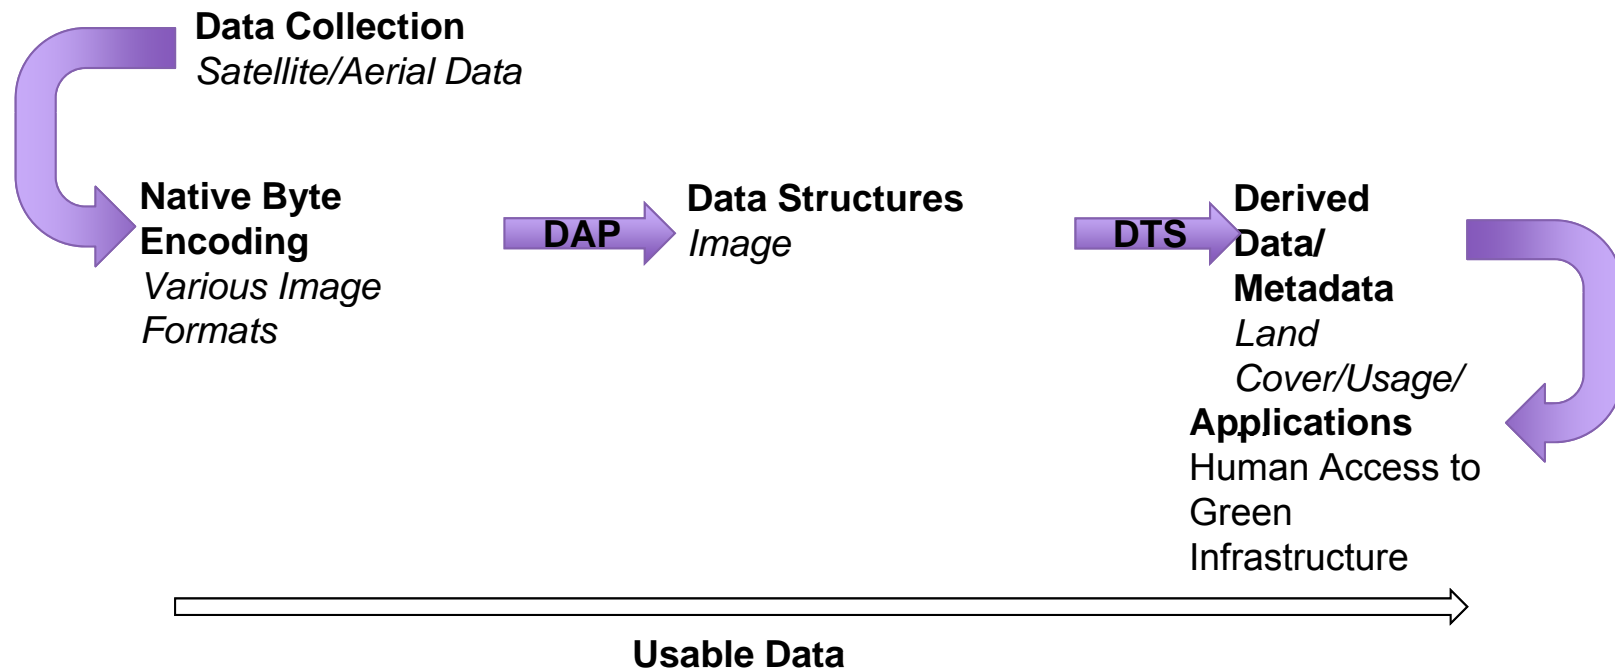 Data Collection
Satellite/Aerial Data
Native Byte
Encoding
Various Image
Formats
DAP
Data Structures
Image
DTS
Derived
Data/
Metadata
Land
Cover/Usage/
...
Applications
Human Access to
Green
Infrastructure
Usable Data